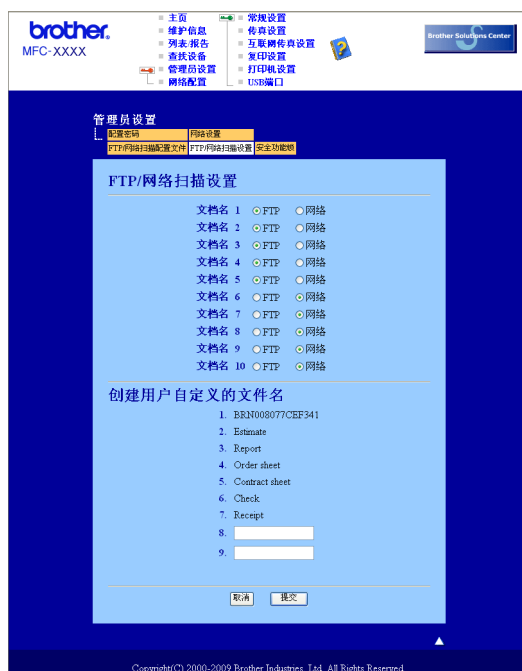 brother.
MFC-XXXX
主页
维护信息
列表/报告
查找设备
管理员设置
网络配置
常规设置
传真设置
互联网传真设置
复印设置
打印机设置
USB端口
Brother Solutions Center
管理员设置
配置密码 网络设置
FTP/网络扫描配置文件 FTP/网络扫描设置 安全功能锁
FTP/网络扫描设置
文档名 1 FTP 网络
文档名 2 FTP 网络
文档名 3 FTP 网络
文档名 4 FTP 网络
文档名 5 FTP 网络
文档名 6 FTP 网络
文档名 7 FTP 网络
文档名 8 FTP 网络
文档名 9 FTP 网络
文档名 10 FTP 网络
创建用户自定义的文件名
1. BRN008077CEF341
2. Estimate
3. Report
4. Order sheet
5. Contract sheet
6. Check
7. Receipt
8.
9.
取消 提交
Copyright(C) 2000-2009 Brother Industries, Ltd. All Rights Reserved.